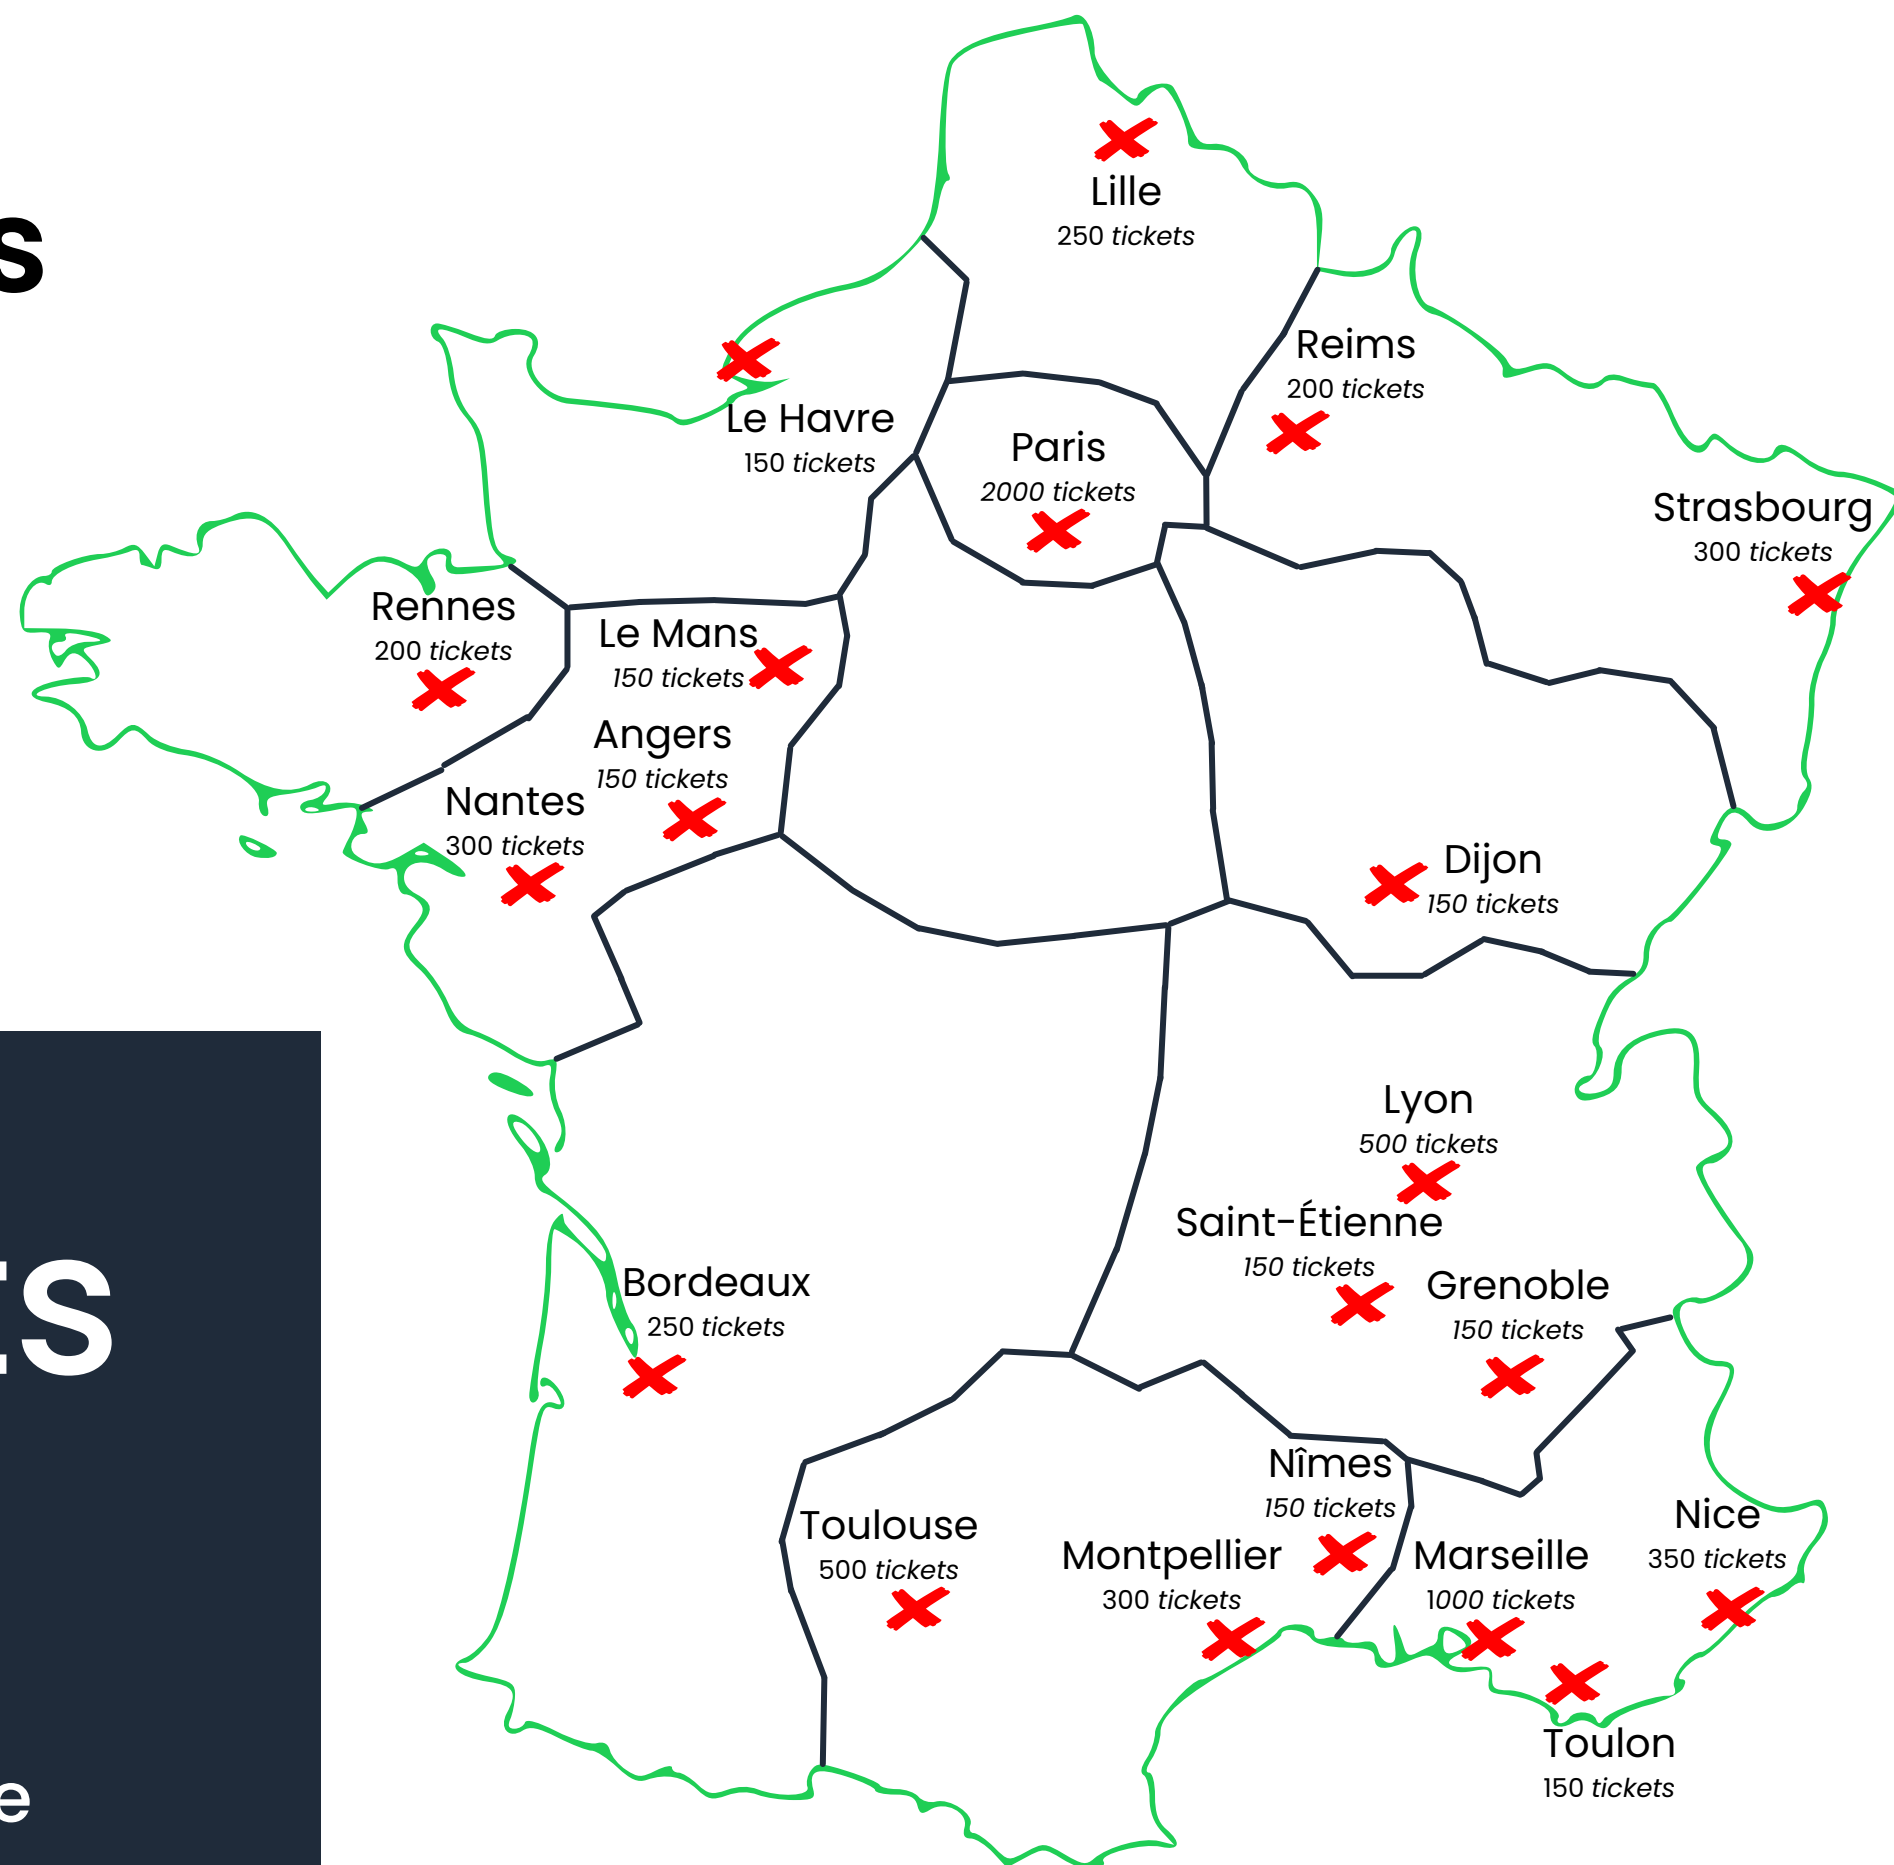 s
Lille
250 tickets
Reims
200 tickets
Le Havre
150 tickets
Paris
2000 tickets
Strasbourg
300 tickets
Rennes
200 tickets
Le Mans
150 tickets
Angers
150 tickets
Nantes
300 tickets
Dijon
150 tickets
Lyon
500 tickets
Saint-Étienne
150 tickets
Grenoble
150 tickets
Bordeaux
250 tickets
Nîmes
150 tickets
Toulouse
500 tickets
Montpellier
300 tickets
Marseille
1000 tickets
Nice
350 tickets
Toulon
150 tickets
S
e